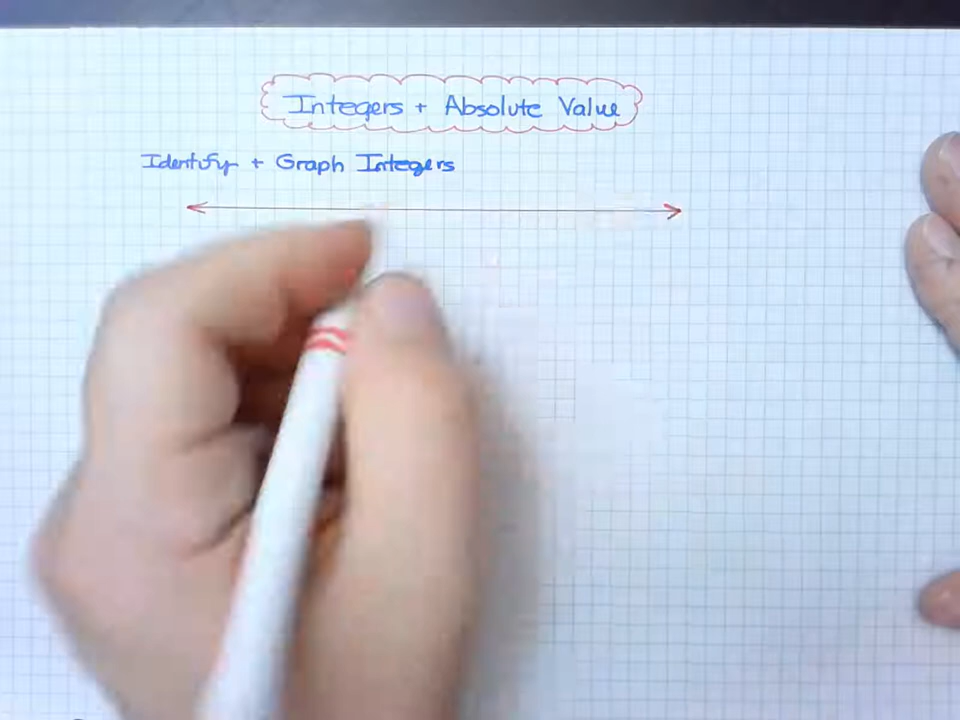 Integers + Absolute Value
Identify + Graph Integers